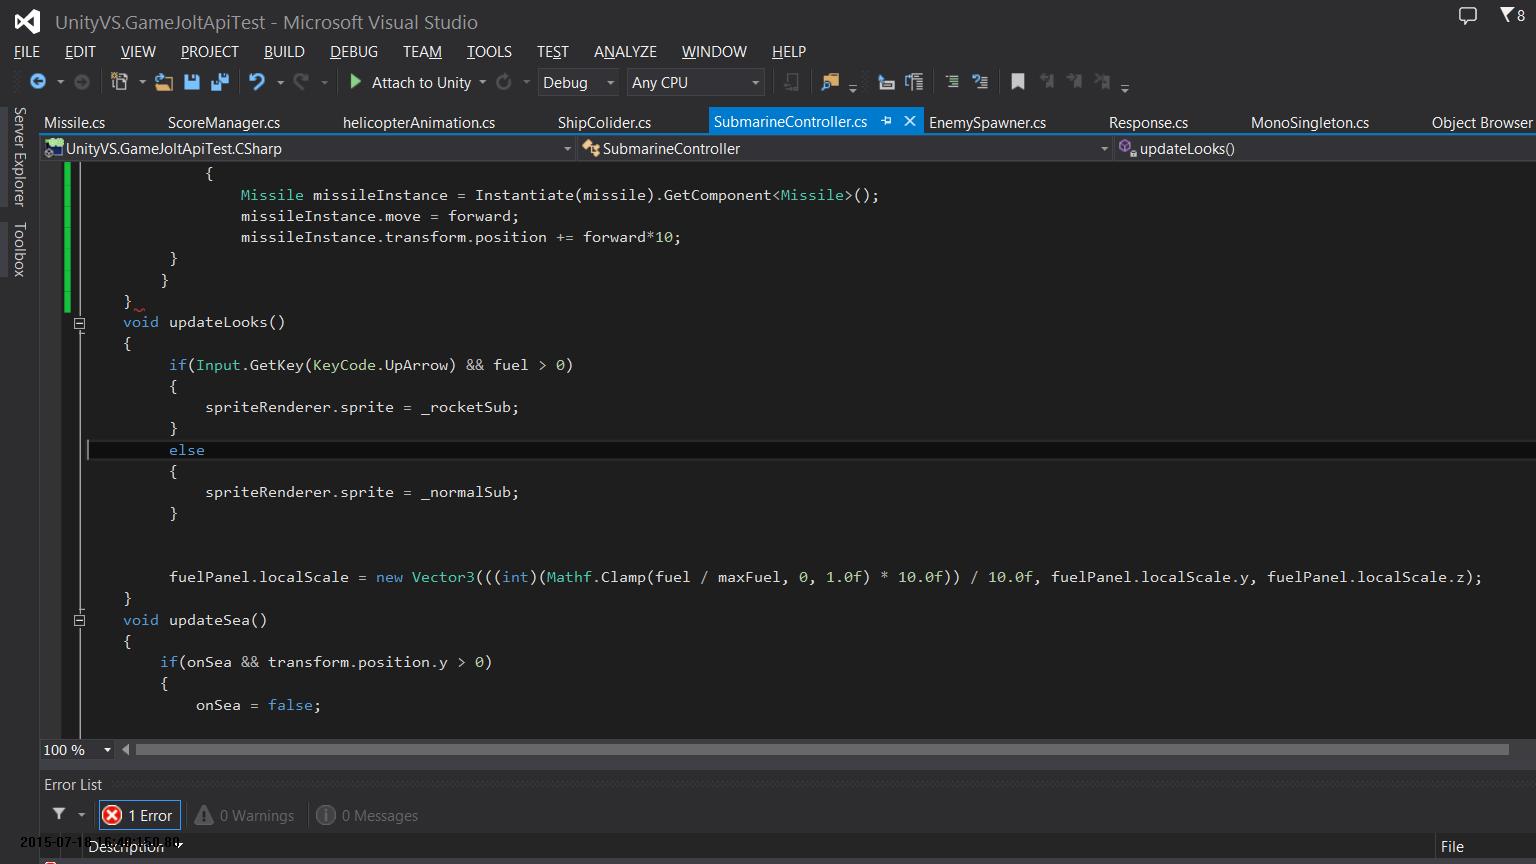 UnityVS.GameJoltApiTest - Microsoft Visual Studio
8
FILE EDIT VIEW PROJECT BUILD DEBUG TEAM TOOLS TEST ANALYZE WINDOW HELP
Attach to Unity Debug Any CPU
Server Explorer
Toolbox
Missile.cs ScoreManager.cs helicopterAnimation.cs ShipColider.cs SubmarineController.cs EnemySpawner.cs Response.cs MonoSingleton.cs Object Browser
UnityVS.GameJoltApiTest.CSharp SubmarineController updateLooks()
{
Missile missileInstance = Instantiate(missile).GetComponent<Missile>();
missileInstance.move = forward;
missileInstance.transform.position += forward*10;
}
}
}
void updateLooks()
{
if(Input.GetKey(KeyCode.UpArrow) && fuel > 0)
{
spriteRenderer.sprite = _rocketSub;
}
else
{
spriteRenderer.sprite = _normalSub;
}
fuelPanel.localScale = new Vector3(((int)(Mathf.Clamp(fuel / maxFuel, 0, 1.0f) * 10.0f)) / 10.0f, fuelPanel.localScale.y, fuelPanel.localScale.z);
}
void updateSea()
{
if(onSea && transform.position.y > 0)
{
onSea = false;
100 %
Error List
1 Error 0 Warnings 0 Messages
Description File